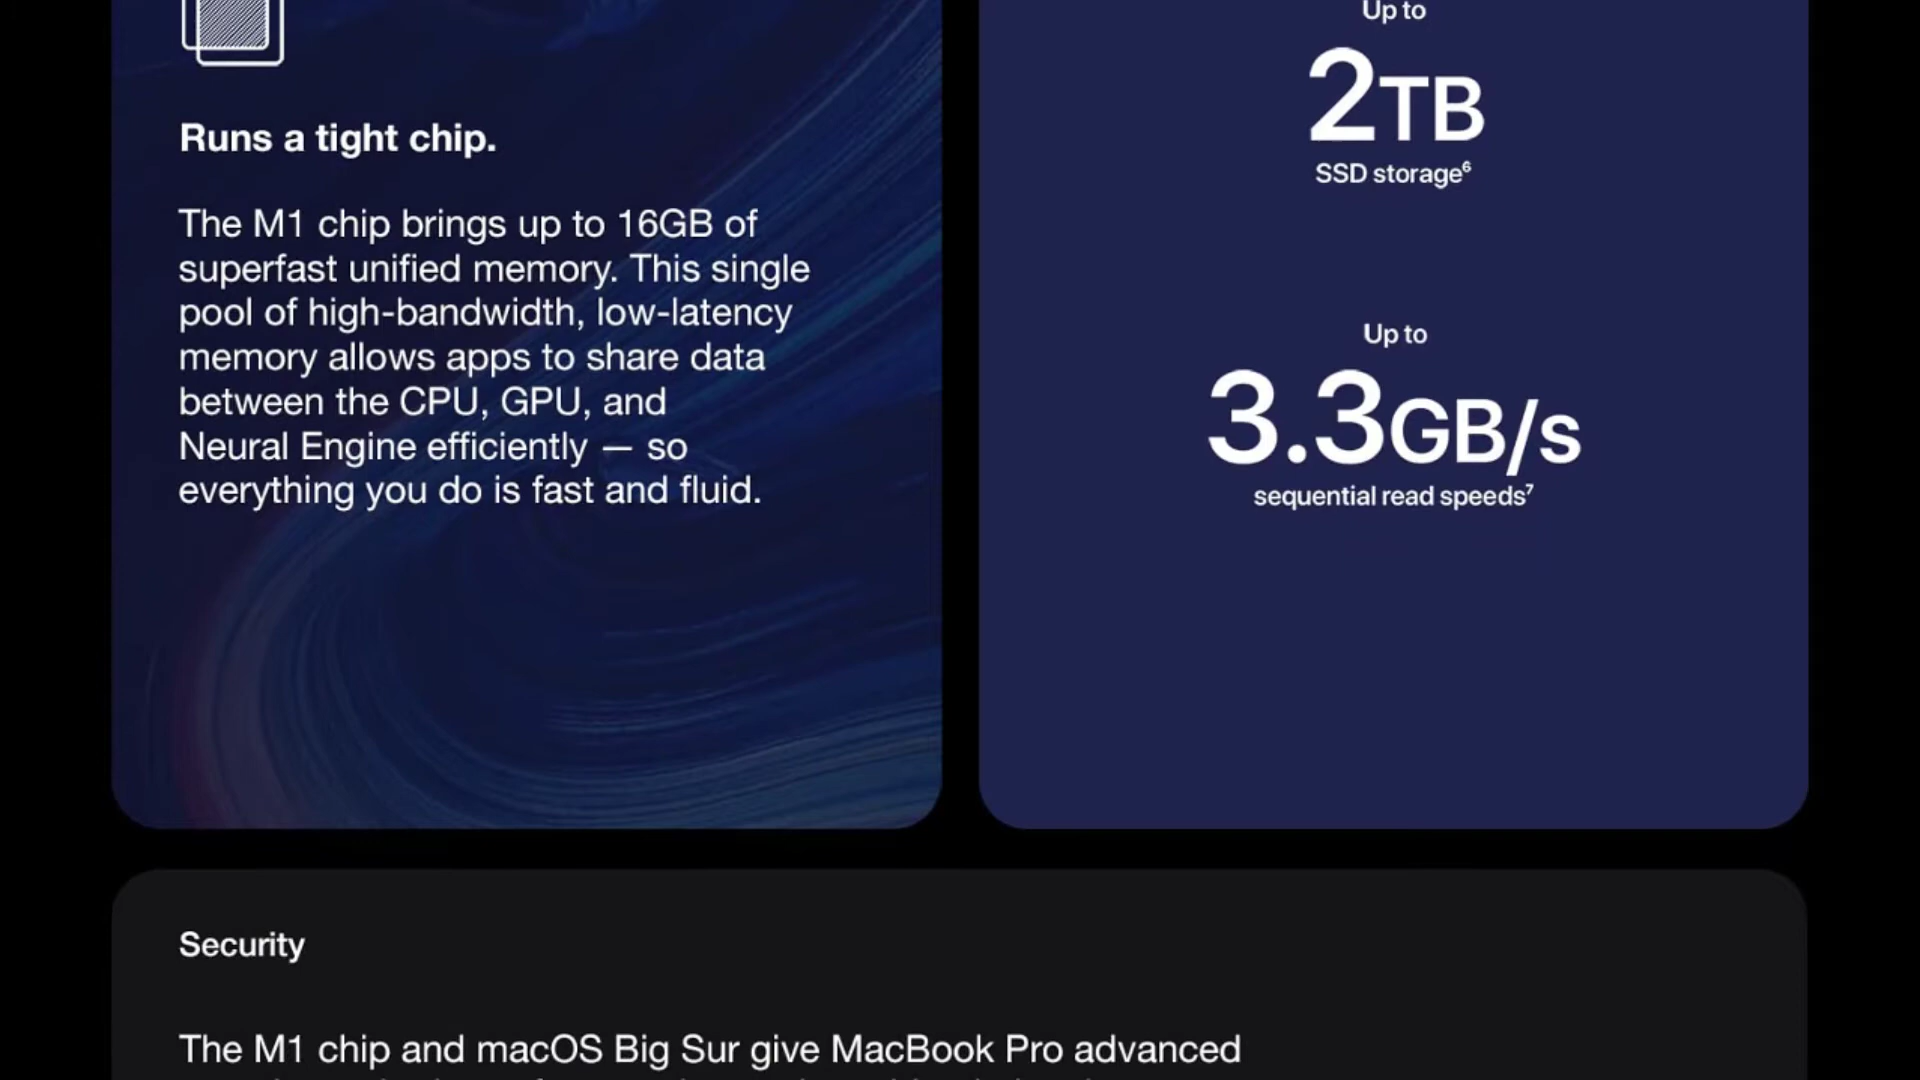 Runs a tight chip.
The M1 chip brings up to 16GB of
superfast unified memory. This single
pool of high-bandwidth, low-latency
memory allows apps to share data
between the CPU, GPU, and
Neural Engine efficiently — so
everything you do is fast and fluid.
Up to
2TB
SSD storage⁶
Up to
3.3GB/s
sequential read speeds⁷
Security
The M1 chip and macOS Big Sur give MacBook Pro advanced